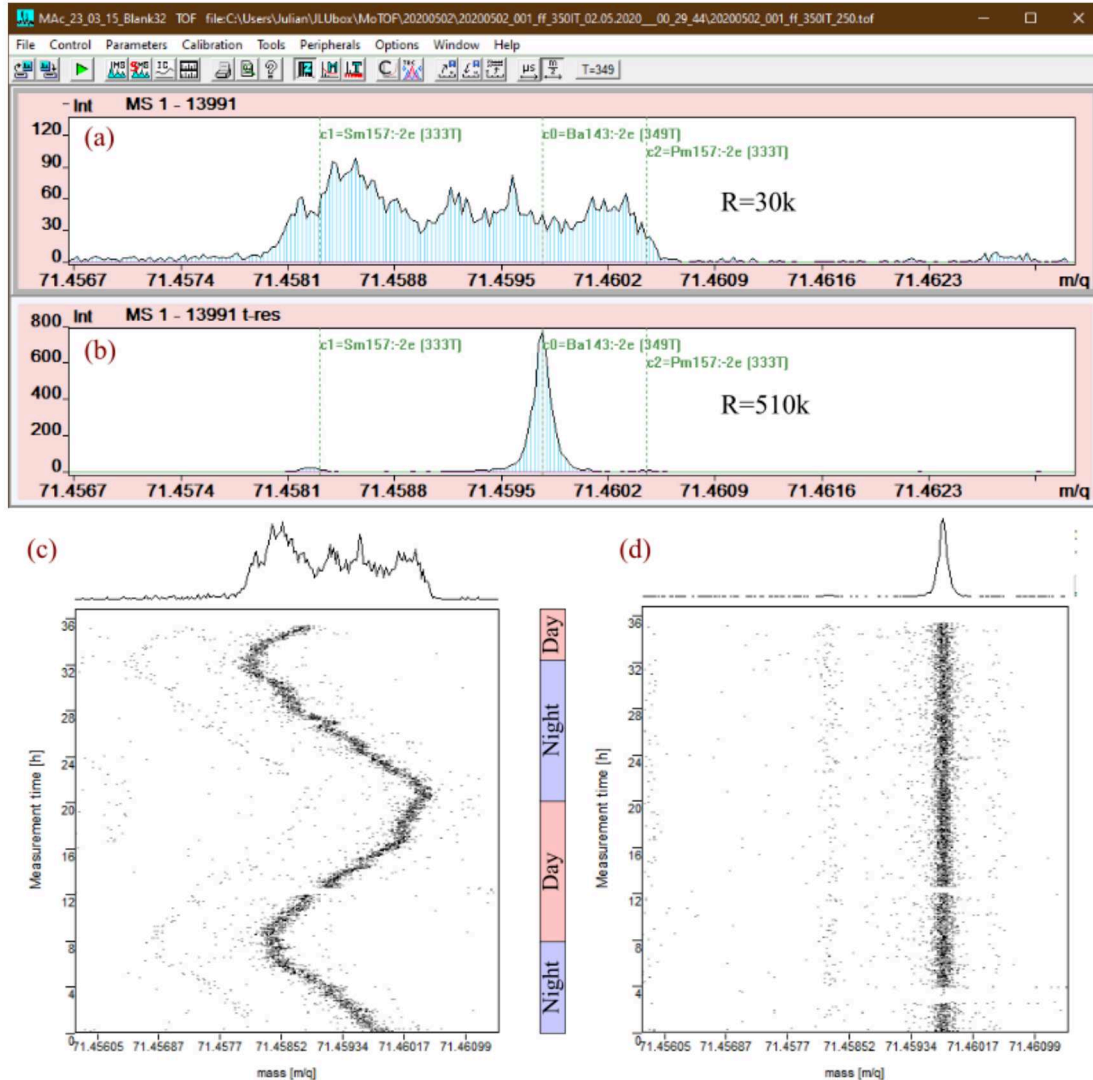 MAc_23_03_15_Blank32 TOF file:C:\Users\Julian\JLUbox\MoTOF\20200502\20200502_001_ff_350IT_02.05.2020__00_29_44\20200502_001_ff_350IT_250.tof
File Control Parameters Calibration Tools Peripherals Options Window Help
µs m/z T=349
Int MS 1 - 13991
(a)
c1=Sm157:-2e (333T)
c0=Ba143:-2e (349T)
c2=Pm157:-2e (333T)
R=30k
120
90
60
30
0
71.4567 71.4574 71.4581 71.4588 71.4595 71.4602 71.4609 71.4616 71.4623 m/q
Int MS 1 - 13991 t-res
(b)
c1=Sm157:-2e (333T)
c0=Ba143:-2e (349T)
c2=Pm157:-2e (333T)
R=510k
800
600
400
200
0
71.4567 71.4574 71.4581 71.4588 71.4595 71.4602 71.4609 71.4616 71.4623 m/q
(c)
Measurement time [h]
36
32
28
24
20
16
12
8
4
0
71.45605 71.45687 71.4577 71.45852 71.45934 71.46017 71.46099
mass [m/q]
Day
Night
Day
Night
(d)
Measurement time [h]
36
32
28
24
20
16
12
8
4
0
71.45605 71.45687 71.4577 71.45852 71.45934 71.46017 71.46099
mass [m/q]